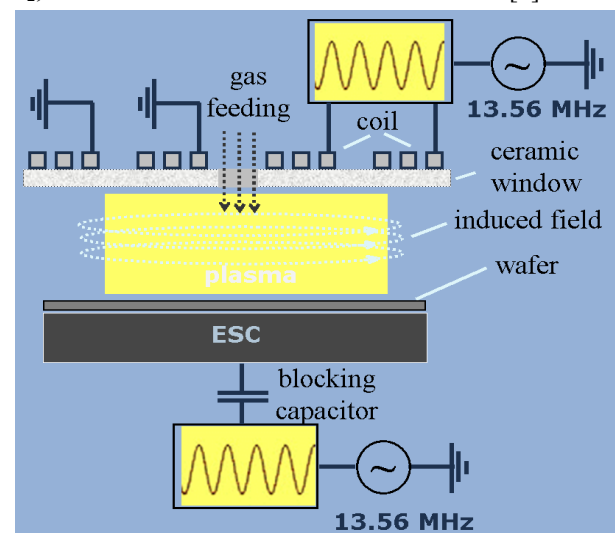 gas
feeding
13.56 MHz
coil
ceramic
window
induced field
plasma
wafer
ESC
blocking
capacitor
13.56 MHz